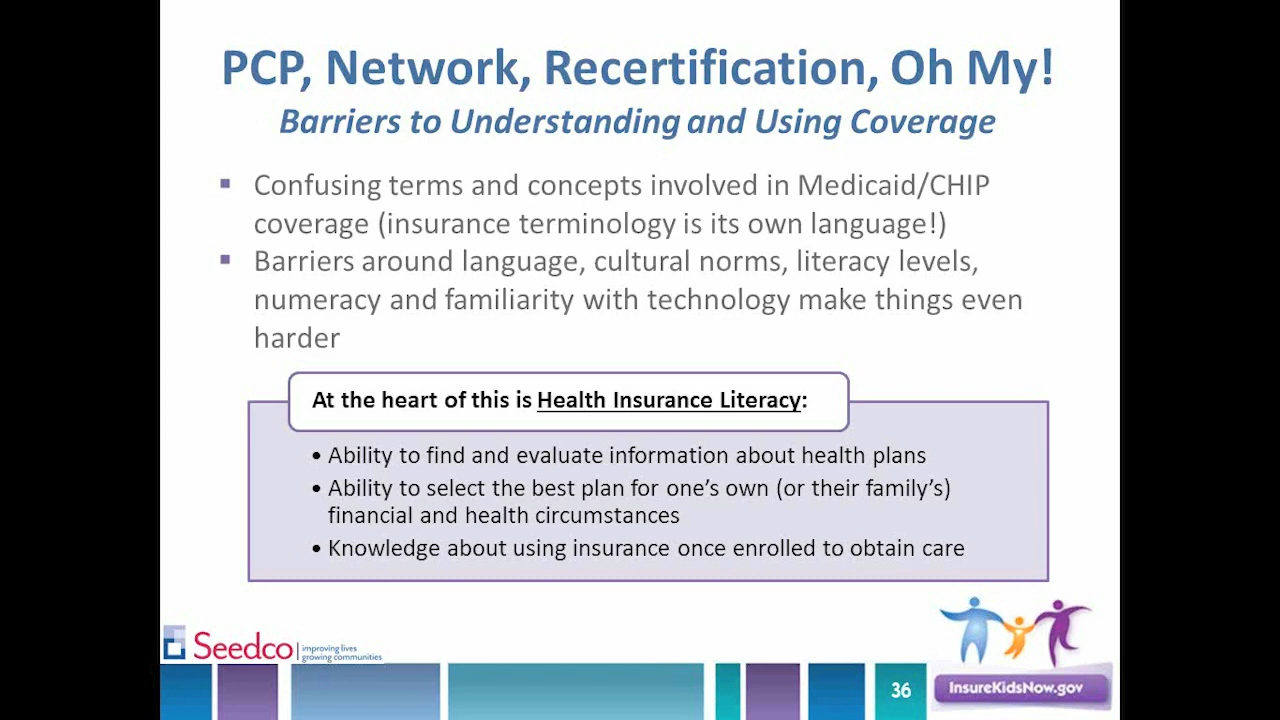 PCP, Network, Recertification, Oh My!
Barriers to Understanding and Using Coverage
▪ Confusing terms and concepts involved in Medicaid/CHIP
coverage (insurance terminology is its own language!)
▪ Barriers around language, cultural norms, literacy levels,
numeracy and familiarity with technology make things even
harder
At the heart of this is Health Insurance Literacy:
• Ability to find and evaluate information about health plans
• Ability to select the best plan for one’s own (or their family’s)
financial and health circumstances
• Knowledge about using insurance once enrolled to obtain care
Seedco
improving lives
growing communities
36
InsureKidsNow.gov